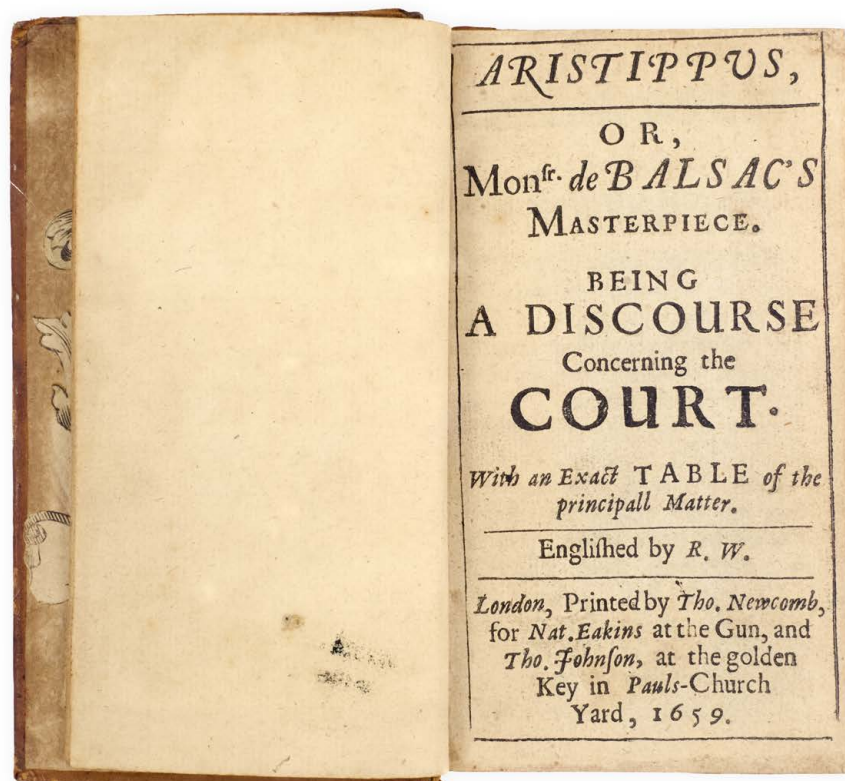 ARISTIPPUS,
OR,
Monſr. de BALSAC'S
MASTERPIECE.
BEING
A DISCOURSE
Concerning the
COURT.
With an Exact TABLE of the
principall Matter.
Engliſhed by R. W.
London, Printed by Tho. Newcomb,
for Nat. Eakins at the Gun, and
Tho. Johnſon, at the golden
Key in Pauls-Church
Yard, 1659.